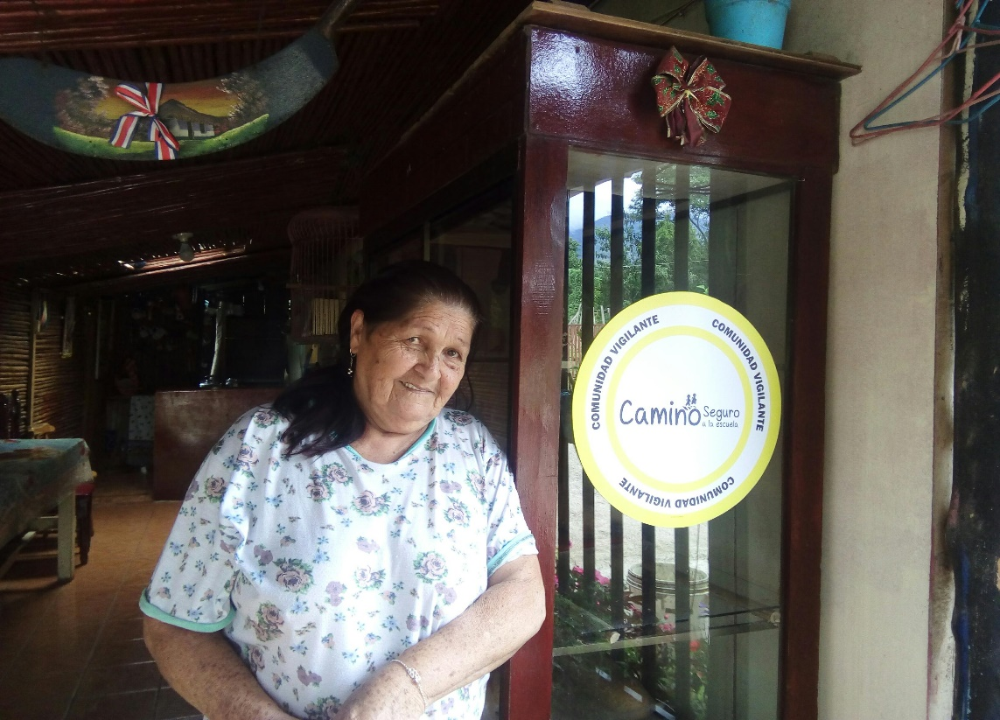 COMUNIDAD VIGILANTE
COMUNIDAD VIGILANTE
Camino Seguro
a la escuela
COMUNIDAD VIGILANTE